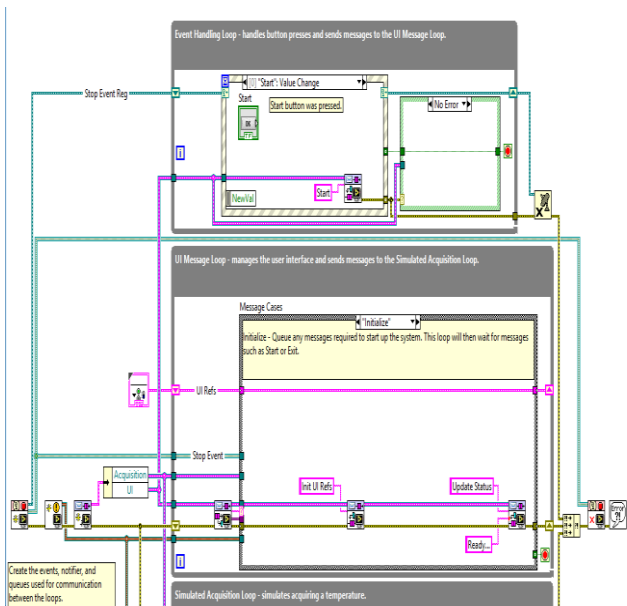 Event Handling Loop - handles button presses and sends messages to the UI Message Loop.
[0] "Start": Value Change
Stop Event Reg
Start
Start button was pressed.
No Error
OK
TF
i
Start
NewVal
UI Message Loop - manages the user interface and sends messages to the Simulated Acquisition Loop.
Message Cases
"Initialize"
Initialize - Queue any messages required to start up the system. This loop will then wait for messages
such as Start or Exit.
UI Refs
Stop Event
Acquisition
UI
Init UI Refs
Update Status
Error
?!
Ready...
i
Create the events, notifier, and
queues used for communication
between the loops.
Simulated Acquisition Loop - simulates acquiring a temperature.